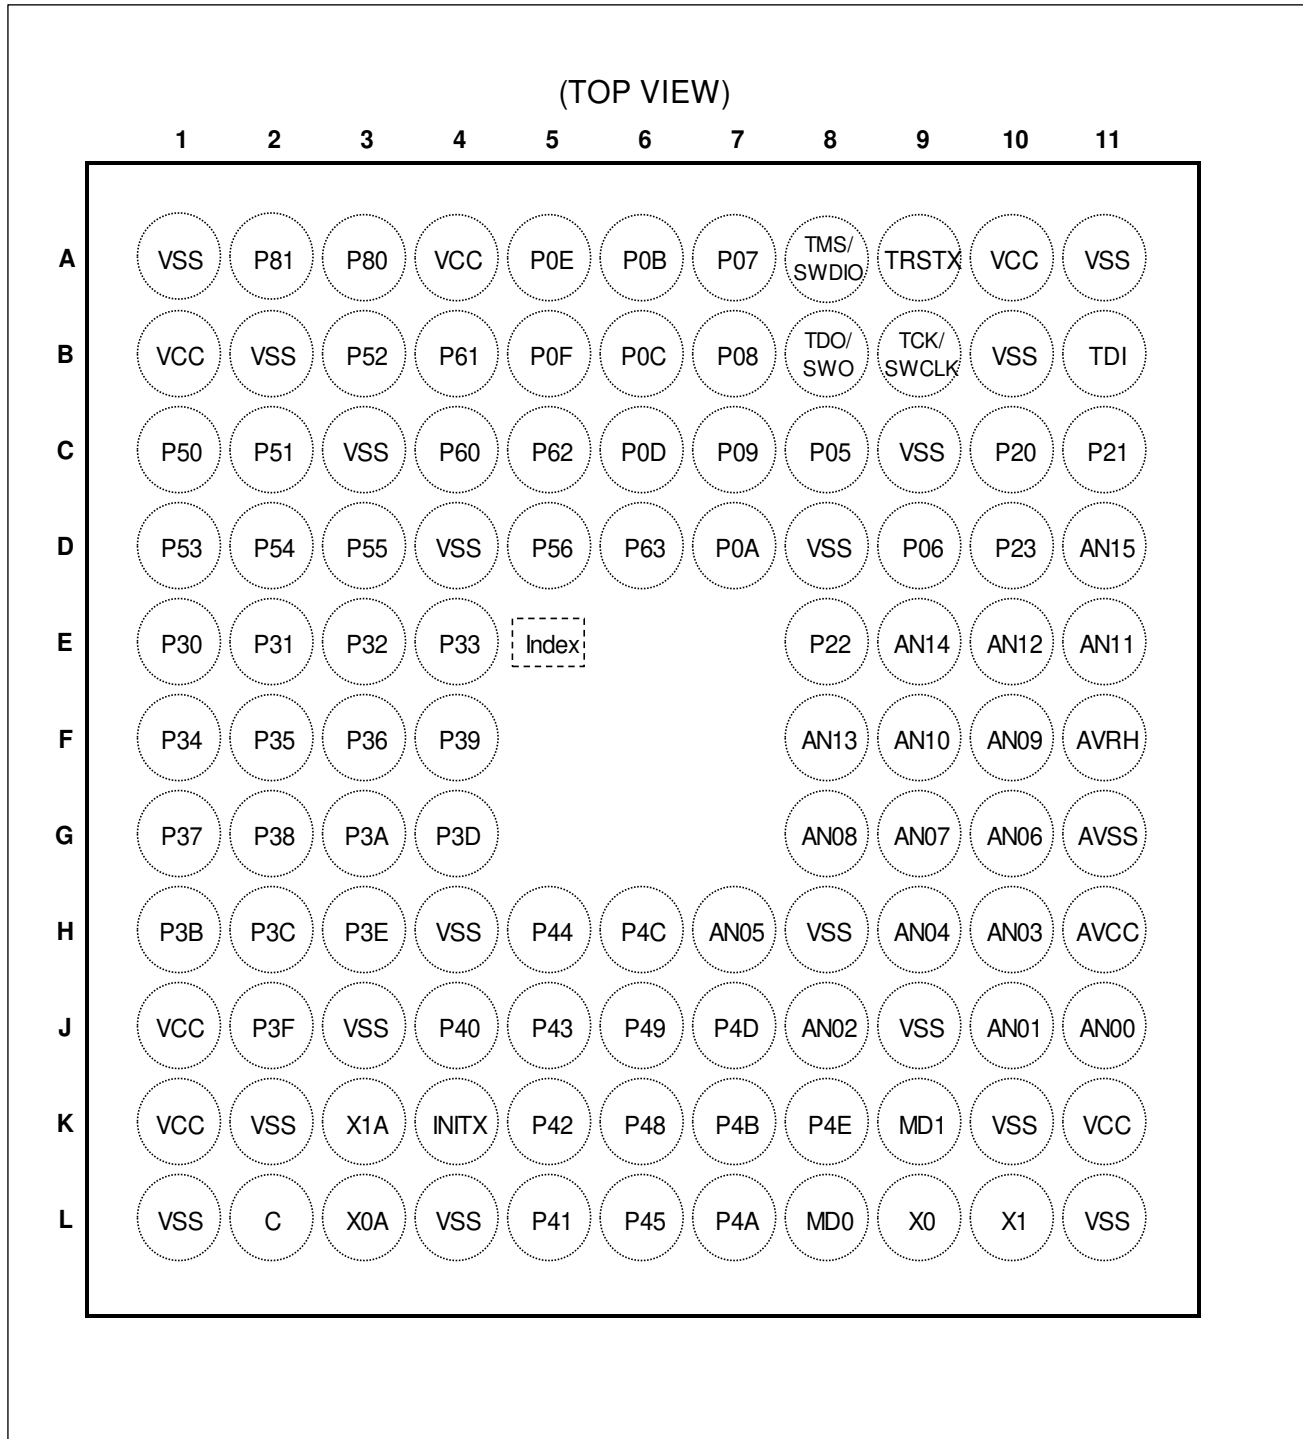 (TOP VIEW)
1 2 3 4 5 6 7 8 9 10 11
A VSS P81 P80 VCC P0E P0B P07 TMS/SWDIO TRSTX VCC VSS
B VCC VSS P52 P61 P0F P0C P08 TDO/SWO TCK/SWCLK VSS TDI
C P50 P51 VSS P60 P62 P0D P09 P05 VSS P20 P21
D P53 P54 P55 VSS P56 P63 P0A VSS P06 P23 AN15
E P30 P31 P32 P33 Index P22 AN14 AN12 AN11
F P34 P35 P36 P39 AN13 AN10 AN09 AVRH
G P37 P38 P3A P3D AN08 AN07 AN06 AVSS
H P3B P3C P3E VSS P44 P4C AN05 VSS AN04 AN03 AVCC
J VCC P3F VSS P40 P43 P49 P4D AN02 VSS AN01 AN00
K VCC VSS X1A INITX P42 P48 P4B P4E MD1 VSS VCC
L VSS C X0A VSS P41 P45 P4A MD0 X0 X1 VSS